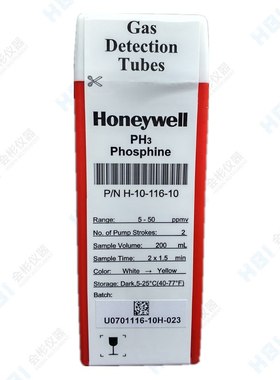 Gas
Detection
Tubes
Honeywell
PH3
Phosphine
P/N H-10-116-10
Range: 5 - 50 ppmv
No. of Pump Strokes: 2
Sample Volume: 200 mL
Sample Time: 2 x 1.5 min
Color: White → Yellow
Storage: Dark,5-25°C(40-77°F)
Batch:
U0701116-10H-023